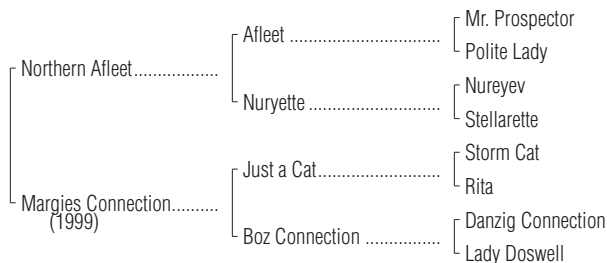 Mr. Prospector
Afleet ........................................
Polite Lady
Northern Afleet..................
Nureyev
Nuryette ..................................
Stellarette
Storm Cat
Just a Cat................................
Rita
Margies Connection..........
(1999)
Danzig Connection
Boz Connection ....................
Lady Doswell